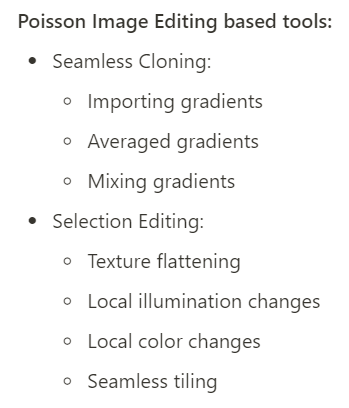 Poisson Image Editing based tools:
• Seamless Cloning:
○ Importing gradients
○ Averaged gradients
○ Mixing gradients
• Selection Editing:
○ Texture flattening
○ Local illumination changes
○ Local color changes
○ Seamless tiling